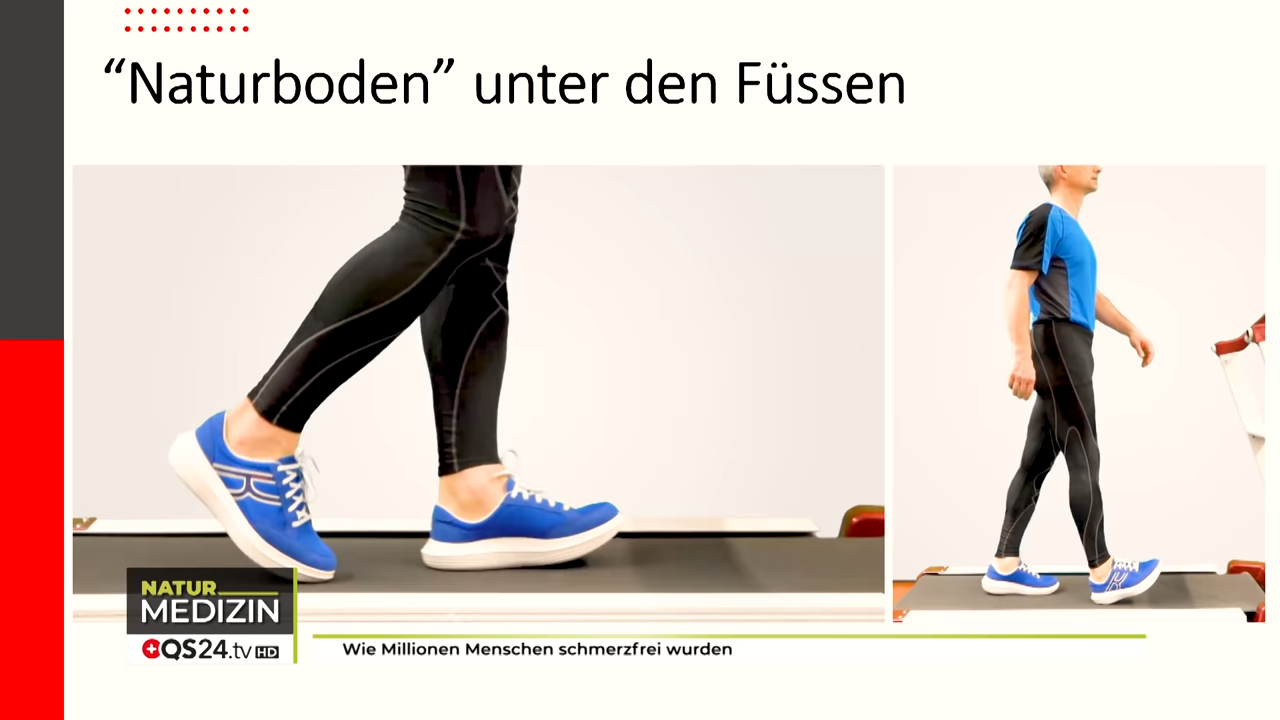 “Naturboden” unter den Füssen
NATUR
MEDIZIN
QS24.tv HD
Wie Millionen Menschen schmerzfrei wurden